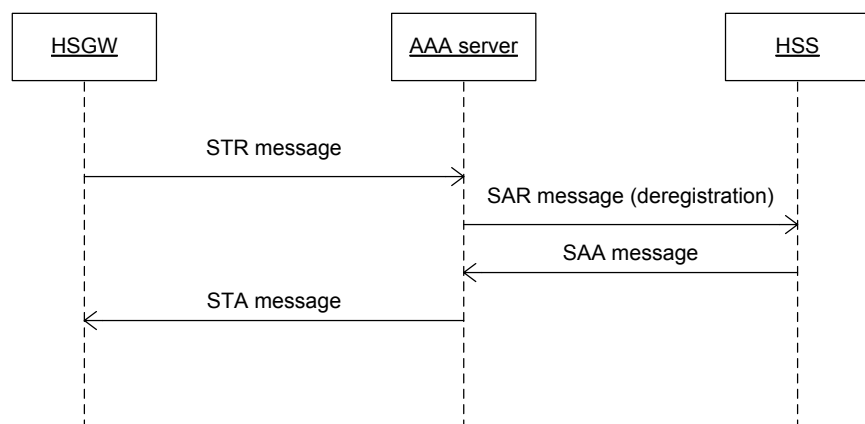 HSGW
AAA server
HSS
STR message
SAR message (deregistration)
SAA message
STA message